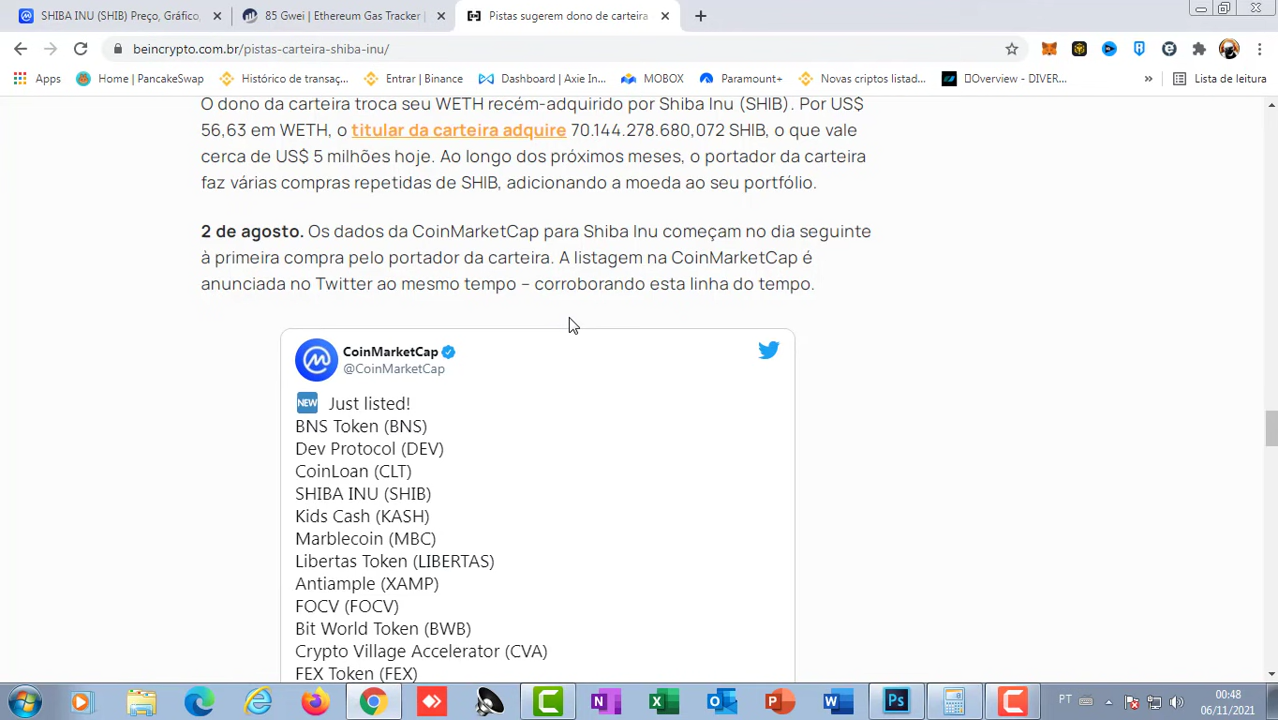 SHIBA INU (SHIB) Preço, Gráfico,
85 Gwei | Ethereum Gas Tracker |
Pistas sugerem dono de carteira
beincrypto.com.br/pistas-carteira-shiba-inu/
Apps
Home | PancakeSwap
Histórico de transaç...
Entrar | Binance
Dashboard | Axie In...
MOBOX
Paramount+
Novas criptos listad...
Overview - DIVER...
»
Lista de leitura
O dono da carteira troca seu WETH recém-adquirido por Shiba Inu (SHIB). Por US$
56,63 em WETH, o titular da carteira adquire 70.144.278.680,072 SHIB, o que vale
cerca de US$ 5 milhões hoje. Ao longo dos próximos meses, o portador da carteira
faz várias compras repetidas de SHIB, adicionando a moeda ao seu portfólio.
2 de agosto. Os dados da CoinMarketCap para Shiba Inu começam no dia seguinte
à primeira compra pelo portador da carteira. A listagem na CoinMarketCap é
anunciada no Twitter ao mesmo tempo – corroborando esta linha do tempo.
CoinMarketCap
@CoinMarketCap
NEW Just listed!
BNS Token (BNS)
Dev Protocol (DEV)
CoinLoan (CLT)
SHIBA INU (SHIB)
Kids Cash (KASH)
Marblecoin (MBC)
Libertas Token (LIBERTAS)
Antiample (XAMP)
FOCV (FOCV)
Bit World Token (BWB)
Crypto Village Accelerator (CVA)
FEX Token (FEX)
PT
00:48
06/11/2021